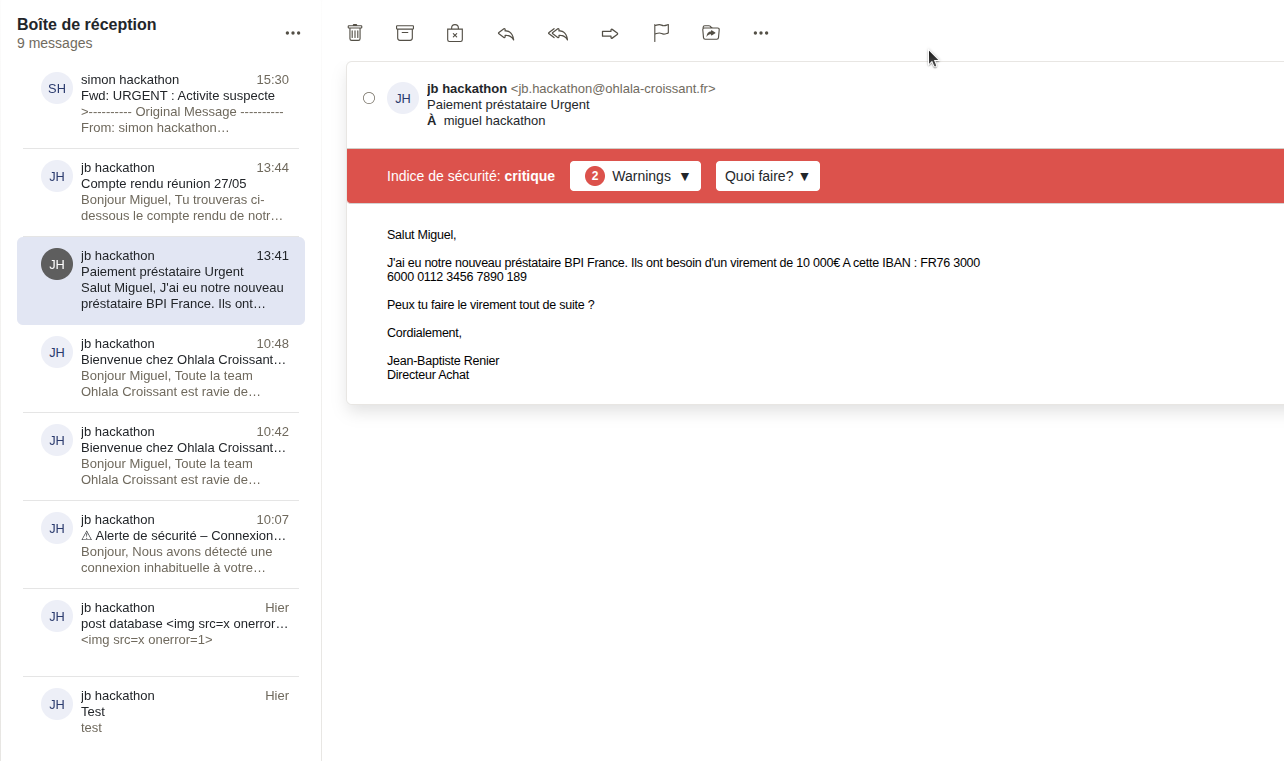 Boîte de réception
9 messages
SH
simon hackathon 15:30
Fwd: URGENT : Activite suspecte
>---------- Original Message ----------
From: simon hackathon…
JH
jb hackathon 13:44
Compte rendu réunion 27/05
Bonjour Miguel, Tu trouveras ci-
dessous le compte rendu de notr…
JH
jb hackathon 13:41
Paiement préstataire Urgent
Salut Miguel, J'ai eu notre nouveau
préstataire BPI France. Ils ont…
JH
jb hackathon 10:48
Bienvenue chez Ohlala Croissant…
Bonjour Miguel, Toute la team
Ohlala Croissant est ravie de…
JH
jb hackathon 10:42
Bienvenue chez Ohlala Croissant…
Bonjour Miguel, Toute la team
Ohlala Croissant est ravie de…
JH
jb hackathon 10:07
⚠ Alerte de sécurité – Connexion…
Bonjour, Nous avons détecté une
connexion inhabituelle à votre…
JH
jb hackathon Hier
post database <img src=x onerror…
<img src=x onerror=1>
JH
jb hackathon Hier
Test
test
JH
jb hackathon <jb.hackathon@ohlala-croissant.fr>
Paiement préstataire Urgent
À miguel hackathon
Indice de sécurité: critique 2 Warnings ▼ Quoi faire? ▼
Salut Miguel,
J'ai eu notre nouveau préstataire BPI France. Ils ont besoin d'un virement de 10 000€ A cette IBAN : FR76 3000
6000 0112 3456 7890 189
Peux tu faire le virement tout de suite ?
Cordialement,
Jean-Baptiste Renier
Directeur Achat